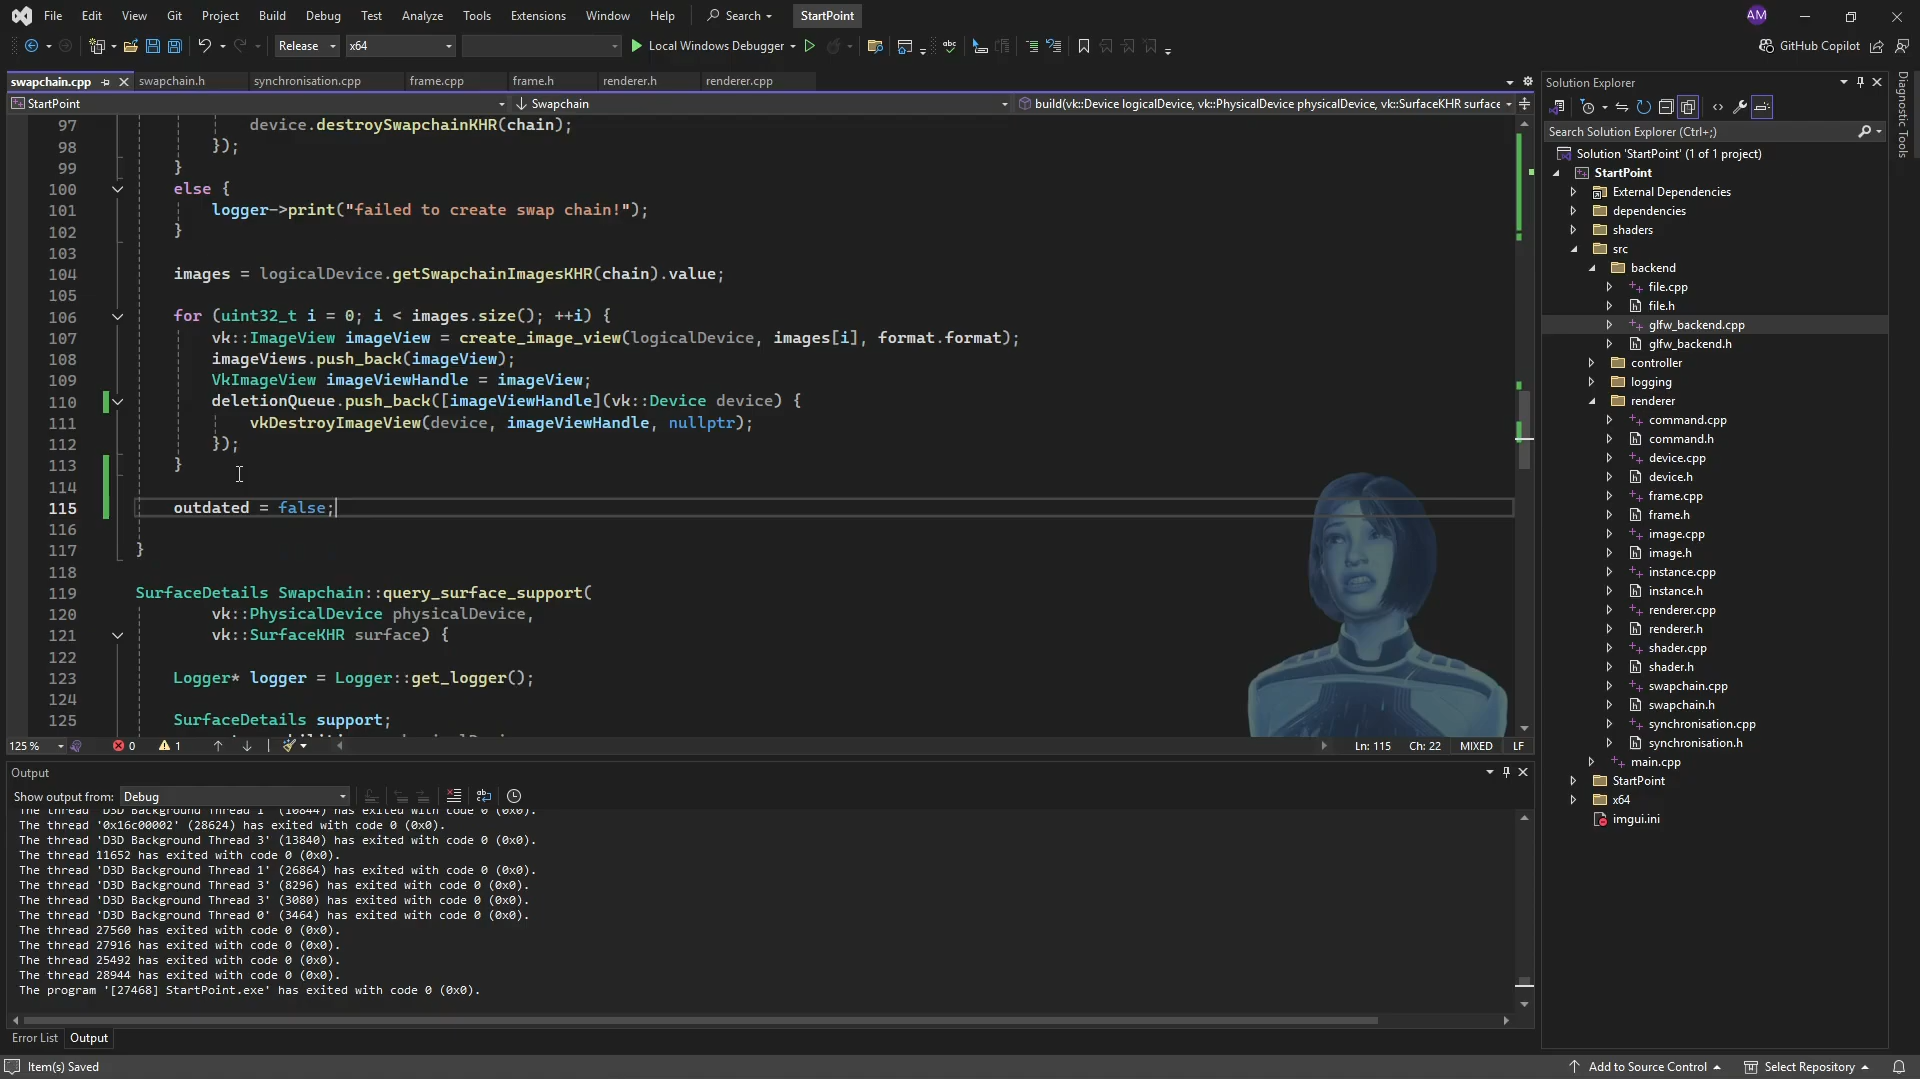 File Edit View Git Project Build Debug Test Analyze Tools Extensions Window Help Search StartPoint AM
Release x64 Local Windows Debugger GitHub Copilot
swapchain.cpp swapchain.h synchronisation.cpp frame.cpp frame.h renderer.h renderer.cpp
StartPoint Swapchain build(vk::Device logicalDevice, vk::PhysicalDevice physicalDevice, vk::SurfaceKHR surface
97 device.destroySwapchainKHR(chain);
98 });
99 }
100 else {
101 logger->print("failed to create swap chain!");
102 }
103
104 images = logicalDevice.getSwapchainImagesKHR(chain).value;
105
106 for (uint32_t i = 0; i < images.size(); ++i) {
107 vk::ImageView imageView = create_image_view(logicalDevice, images[i], format.format);
108 imageViews.push_back(imageView);
109 VkImageView imageViewHandle = imageView;
110 deletionQueue.push_back([imageViewHandle](vk::Device device) {
111 vkDestroyImageView(device, imageViewHandle, nullptr);
112 });
113 }
114
115 outdated = false;
116
117 }
118
119 SurfaceDetails Swapchain::query_surface_support(
120 vk::PhysicalDevice physicalDevice,
121 vk::SurfaceKHR surface) {
122
123 Logger* logger = Logger::get_logger();
124
125 SurfaceDetails support;
125 % 0 1 Ln: 115 Ch: 22 MIXED LF
Output
Show output from: Debug
The thread 'D3D Background Thread 1' (10844) has exited with code 0 (0x0).
The thread '0x16c00002' (28624) has exited with code 0 (0x0).
The thread 'D3D Background Thread 3' (13840) has exited with code 0 (0x0).
The thread 11652 has exited with code 0 (0x0).
The thread 'D3D Background Thread 1' (26864) has exited with code 0 (0x0).
The thread 'D3D Background Thread 3' (8296) has exited with code 0 (0x0).
The thread 'D3D Background Thread 3' (3080) has exited with code 0 (0x0).
The thread 'D3D Background Thread 0' (3464) has exited with code 0 (0x0).
The thread 27560 has exited with code 0 (0x0).
The thread 27916 has exited with code 0 (0x0).
The thread 25492 has exited with code 0 (0x0).
The thread 28944 has exited with code 0 (0x0).
The program '[27468] StartPoint.exe' has exited with code 0 (0x0).
Error List Output
Item(s) Saved Add to Source Control Select Repository
Solution Explorer
Search Solution Explorer (Ctrl+;)
Solution 'StartPoint' (1 of 1 project)
StartPoint
External Dependencies
dependencies
shaders
src
backend
file.cpp
file.h
glfw_backend.cpp
glfw_backend.h
controller
logging
renderer
command.cpp
command.h
device.cpp
device.h
frame.cpp
frame.h
image.cpp
image.h
instance.cpp
instance.h
renderer.cpp
renderer.h
shader.cpp
shader.h
swapchain.cpp
swapchain.h
synchronisation.cpp
synchronisation.h
main.cpp
StartPoint
x64
imgui.ini
Diagnostic Tools